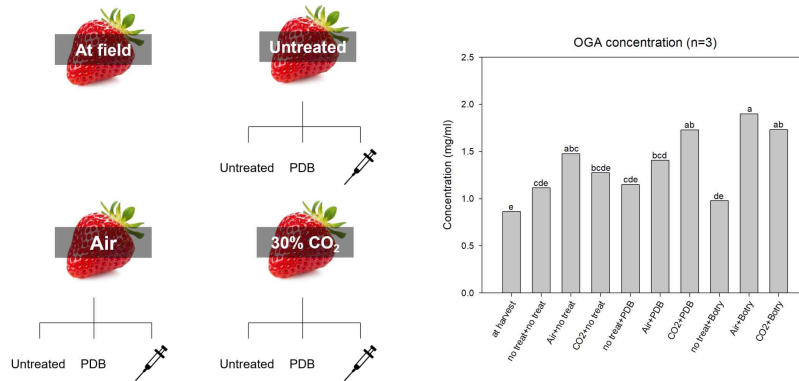 At field
Untreated
Untreated
PDB
Air
30% CO₂
Untreated
PDB
Untreated
PDB
OGA concentration (n=3)
Concentration (mg/ml)
2.5
2.0
1.5
1.0
0.5
0.0
e
cde
abc
bcde
cde
bcd
ab
de
a
ab
at harvest
no treat+no treat
Air+no treat
CO2+no treat
no treat+PDB
Air+PDB
CO2+PDB
no treat+Botry
Air+Botry
CO2+Botry